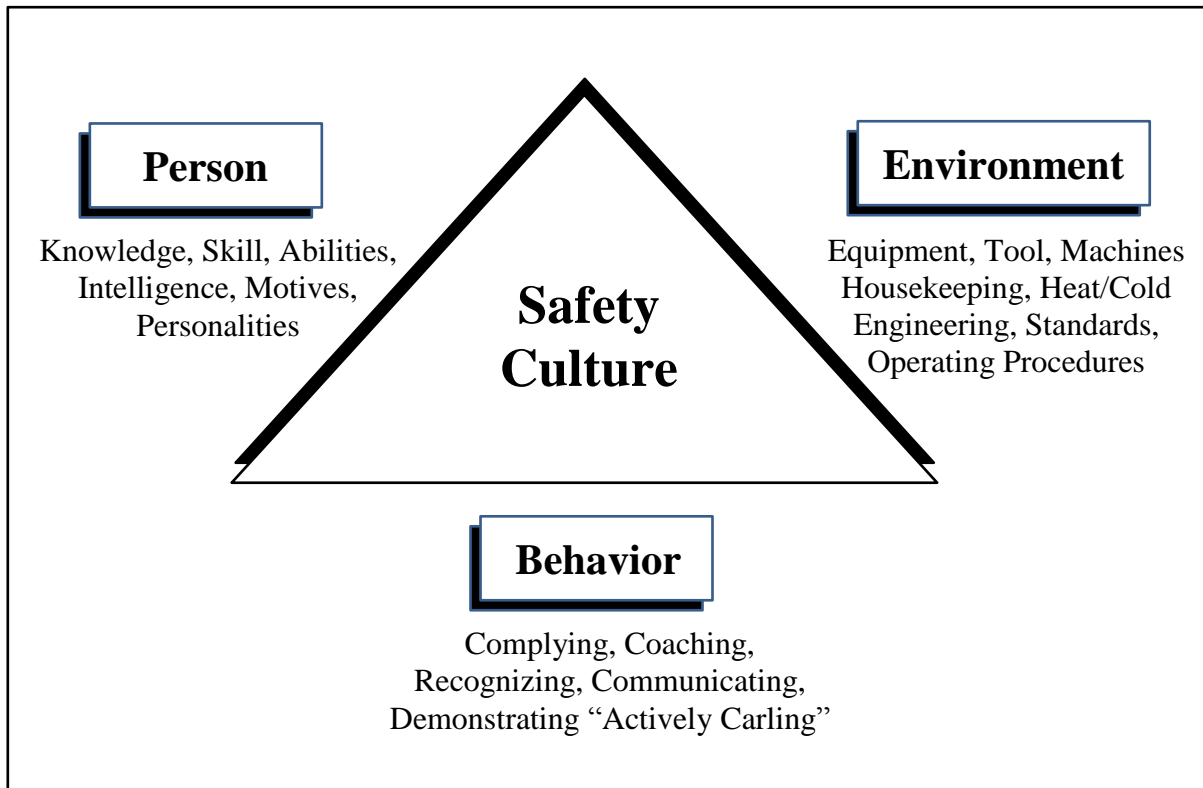 Person
Knowledge, Skill, Abilities,
Intelligence, Motives,
Personalities
Environment
Equipment, Tool, Machines
Housekeeping, Heat/Cold
Engineering, Standards,
Operating Procedures
Safety
Culture
Behavior
Complying, Coaching,
Recognizing, Communicating,
Demonstrating “Actively Carling”